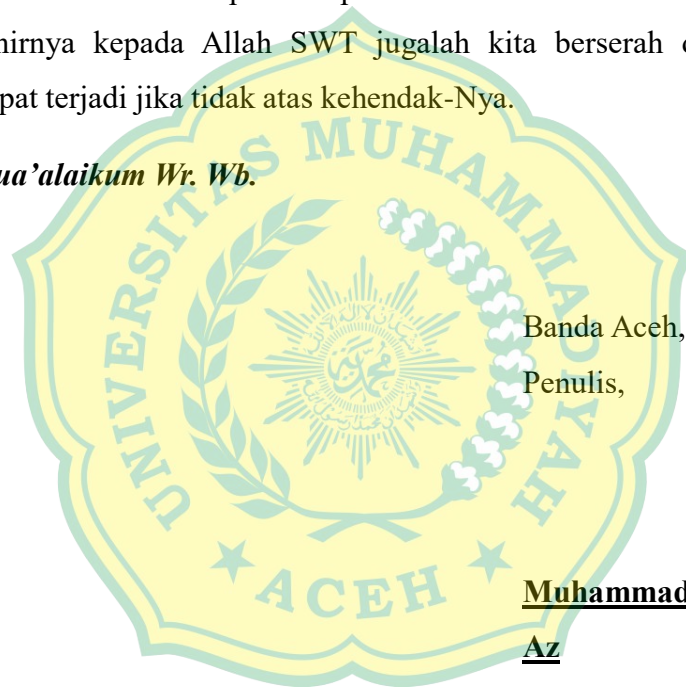 hirnya kepada Allah SWT jugalah kita berserah
pat terjadi jika tidak atas kehendak-Nya.
ua’alaikum Wr. Wb.
UNIVERSITAS MUHAMMADIYAH
Banda Aceh,
Penulis,
ACEH
Muhammad
Az